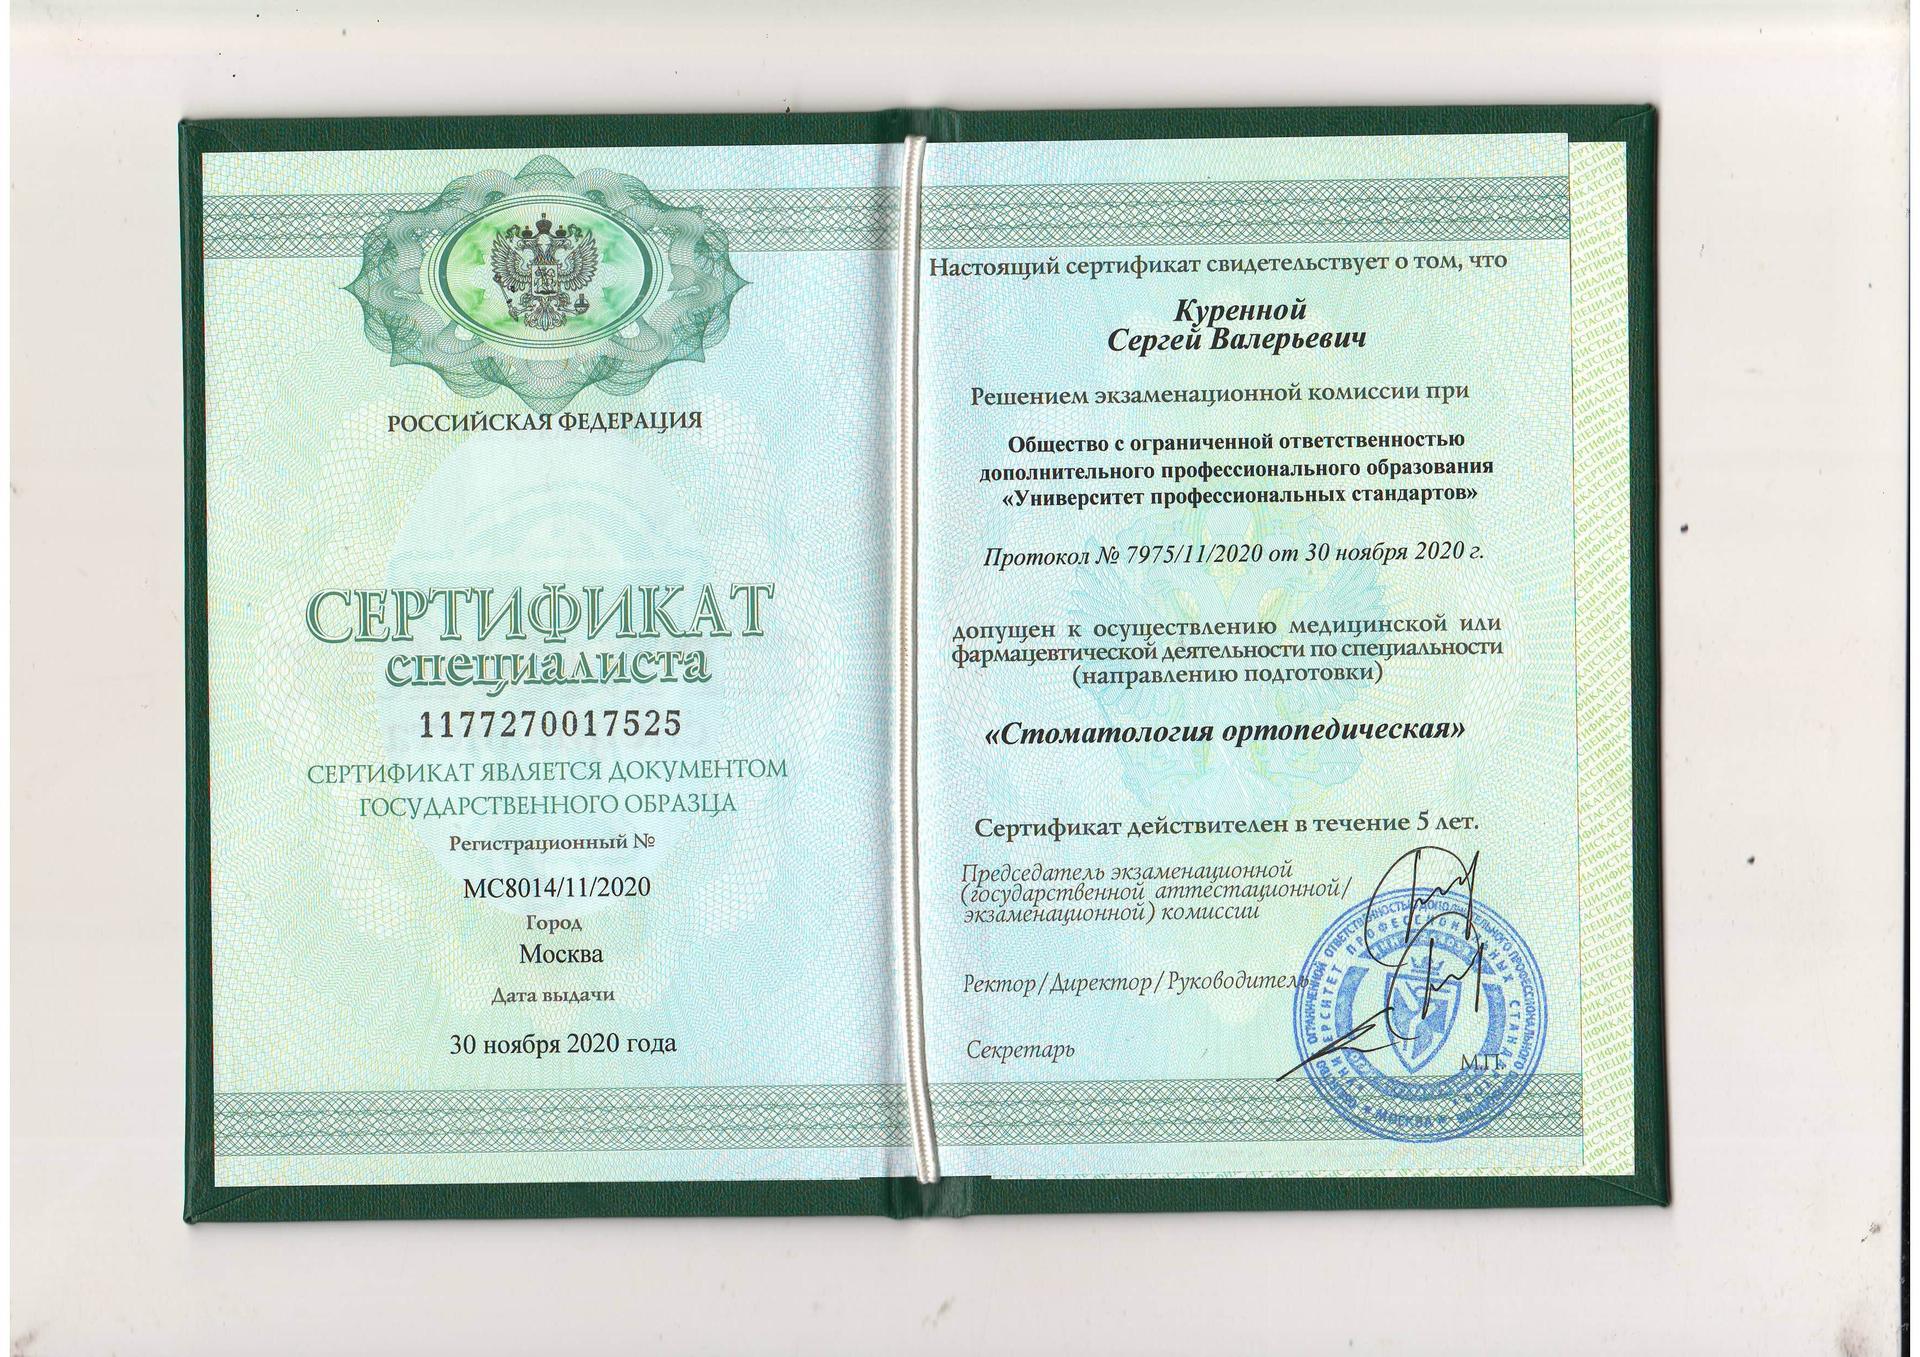 РОССИЙСКАЯ ФЕДЕРАЦИЯ
СЕРТИФИКАТ
специалиста
1177270017525
СЕРТИФИКАТ ЯВЛЯЕТСЯ ДОКУМЕНТОМ
ГОСУДАРСТВЕННОГО ОБРАЗЦА
Регистрационный №
МС8014/11/2020
Город
Москва
Дата выдачи
30 ноября 2020 года
Настоящий сертификат свидетельствует о том, что
Куренной
Сергей Валерьевич
Решением экзаменационной комиссии при
Общество с ограниченной ответственностью
дополнительного профессионального образования
«Университет профессиональных стандартов»
Протокол № 7975/11/2020 от 30 ноября 2020 г.
допущен к осуществлению медицинской или
фармацевтической деятельности по специальности
(направлению подготовки)
«Стоматология ортопедическая»
Сертификат действителен в течение 5 лет.
Председатель экзаменационной
(государственной аттестационной/
экзаменационной) комиссии
Ректор/Директор/Руководитель
Секретарь
М.П.
МОСКВА